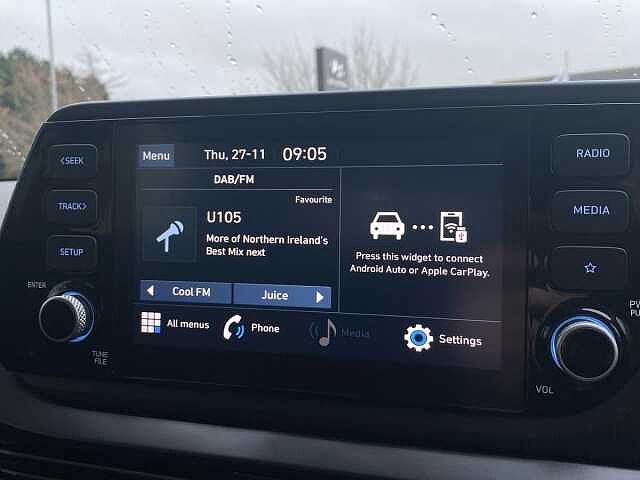 <SEEK
TRACK>
SETUP
ENTER
TUNE
FILE
Menu
Thu, 27-11
09:05
DAB/FM
Favourite
U105
More of Northern Ireland's
Best Mix next
Cool FM
Juice
Press this widget to connect
Android Auto or Apple CarPlay.
All menus
Phone
Media
Settings
RADIO
MEDIA
VOL